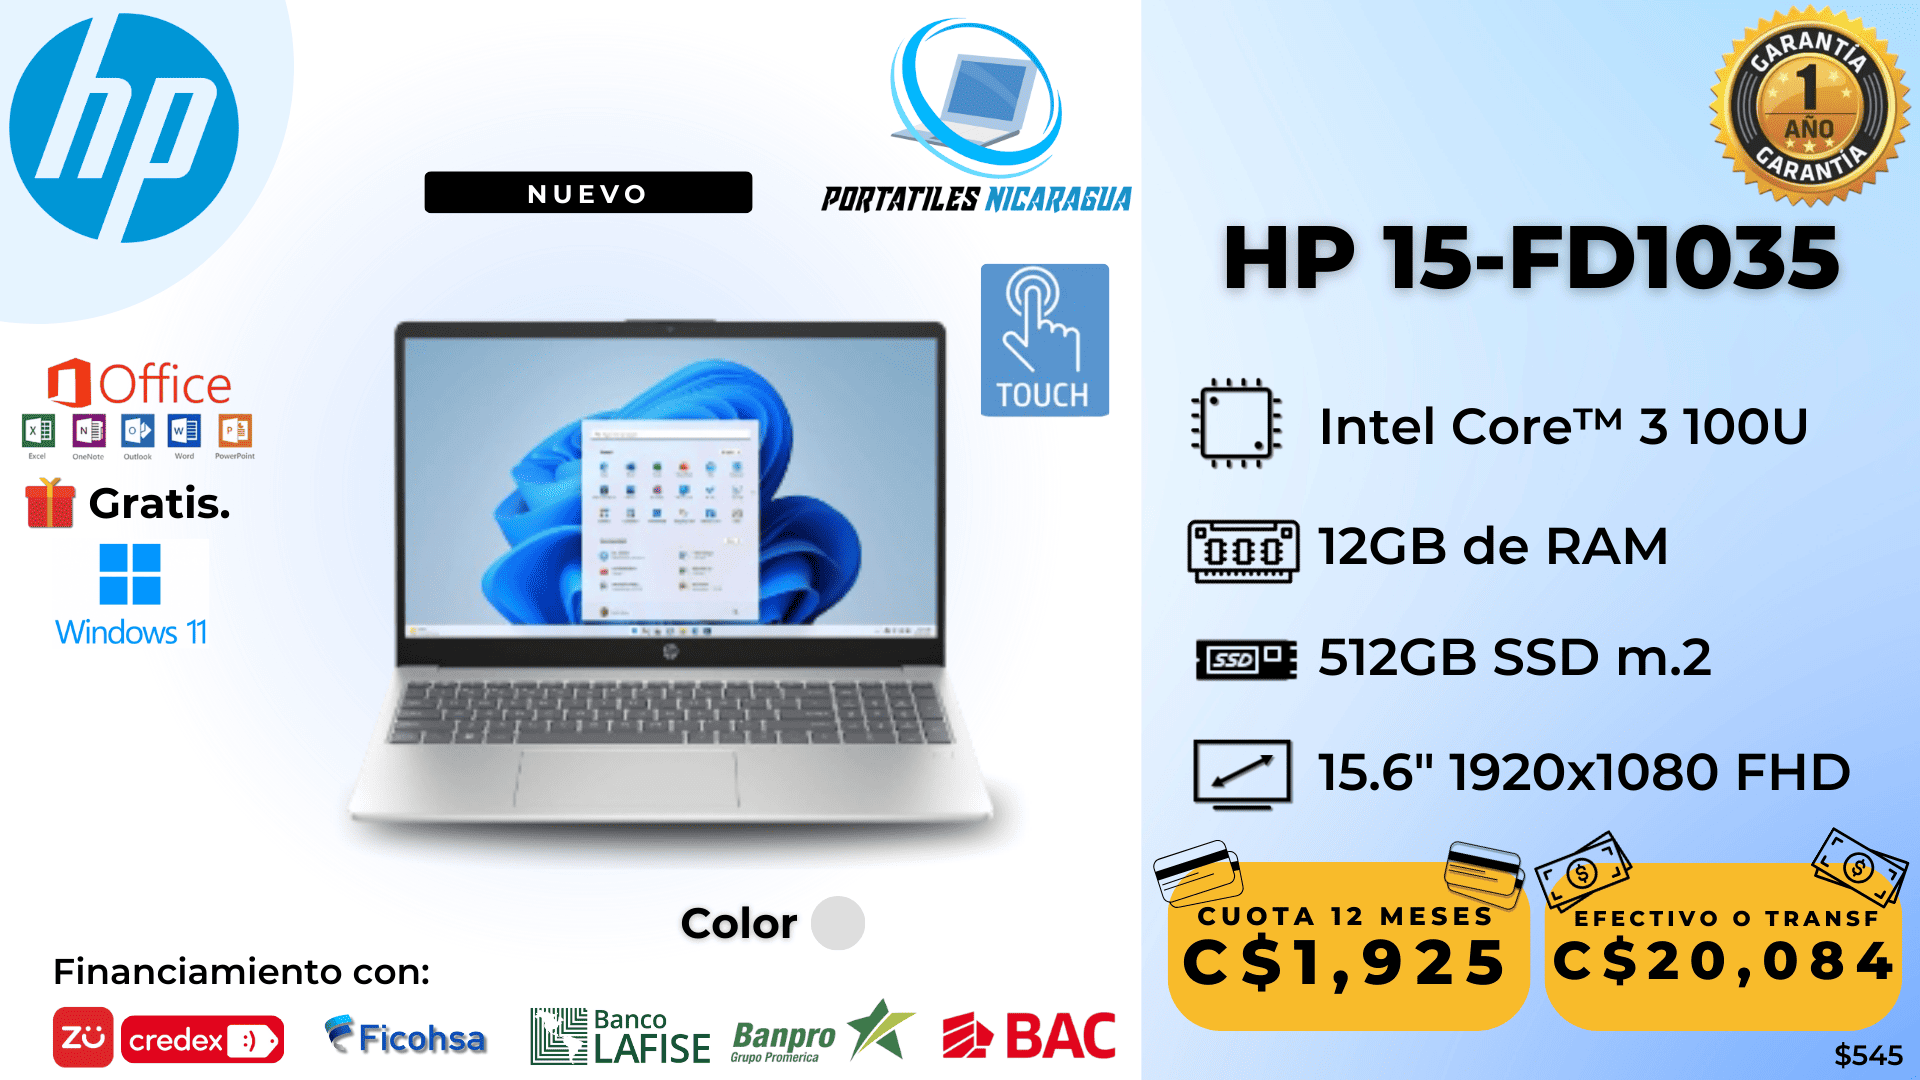 hp
NUEVO
PORTATILES NICARAGUA
TOUCH
Office
Excel
OneNote
Outlook
Word
PowerPoint
Gratis.
Windows 11
Color
Financiamiento con:
zū
credex
Ficohsa
Banco
LAFISE
Banpro
Grupo Promerica
BAC
GARANTÍA
1
AÑO
GARANTÍA
HP 15-FD1035
Intel Core™ 3 100U
12GB de RAM
SSD
512GB SSD m.2
15.6" 1920x1080 FHD
CUOTA 12 MESES
C$1,925
EFECTIVO O TRANSF
C$20,084
$545